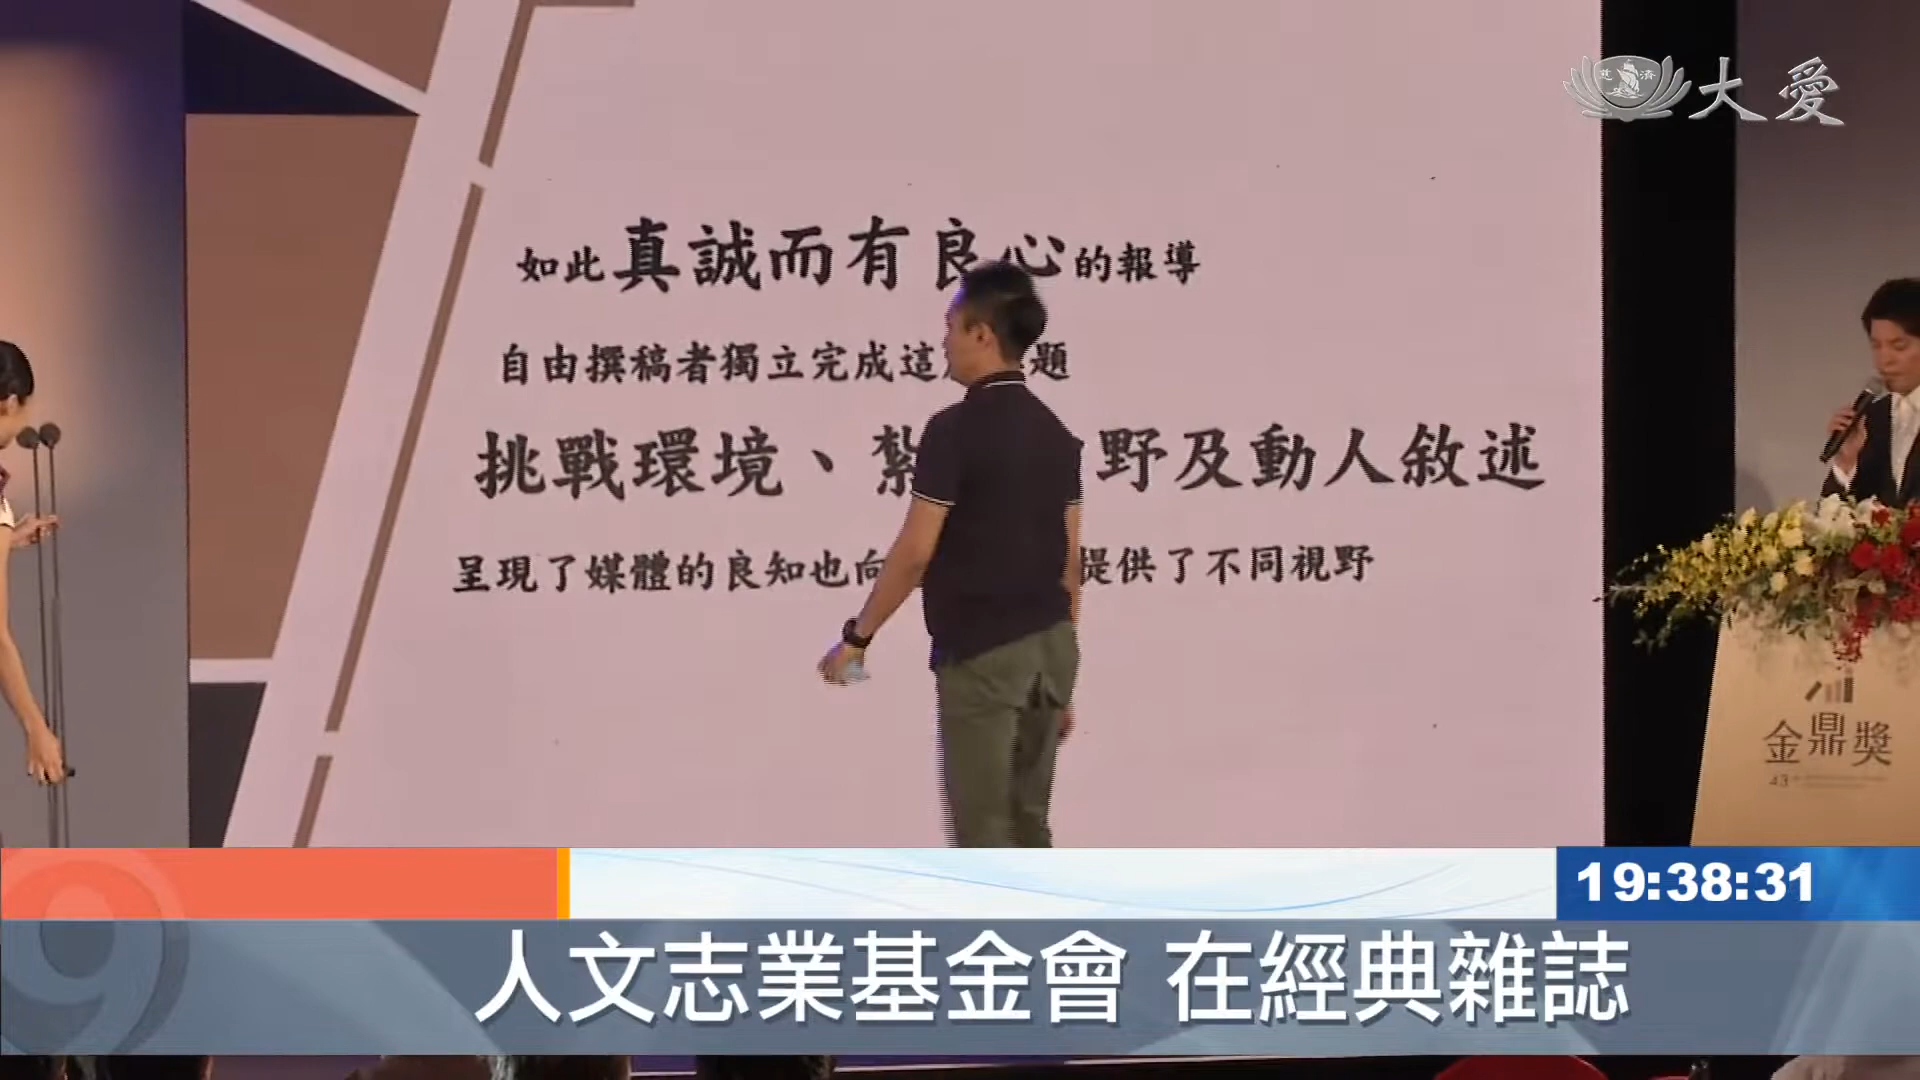 慈濟 大愛
如此真誠而有良心的報導
自由撰稿者獨立完成這 題
挑戰環境、紮 野及動人敘述
呈現了媒體的良知也向 提供了不同視野
金鼎獎
43
19:38:31
人文志業基金會 在經典雜誌